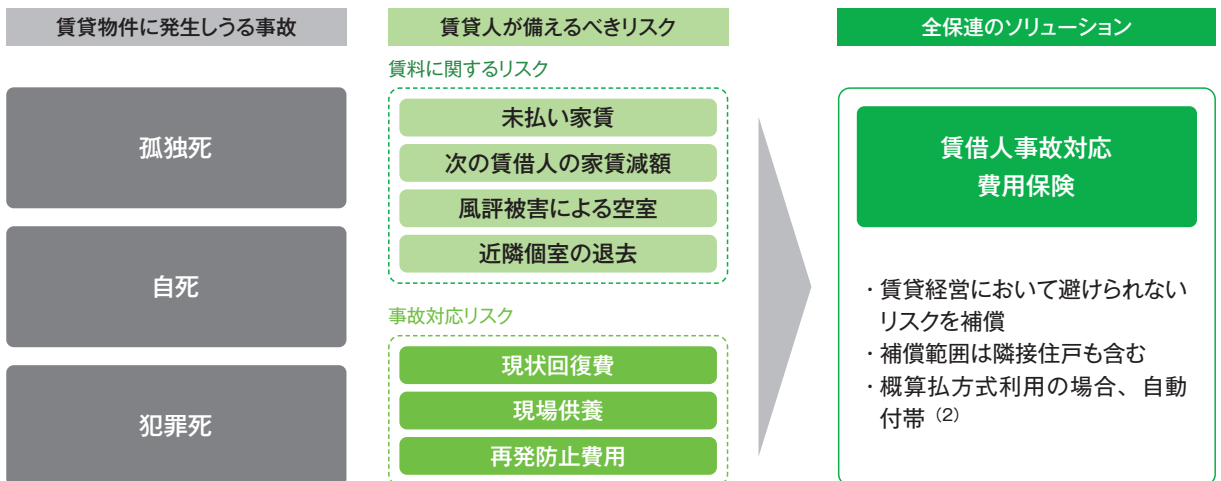 賃貸物件に発生しうる事故
孤独死
自死
犯罪死
賃貸人が備えるべきリスク
賃料に関するリスク
未払い家賃
次の賃借人の家賃減額
風評被害による空室
近隣個室の退去
事故対応リスク
現状回復費
現場供養
再発防止費用
全保連のソリューション
賃借人事故対応
費用保険
・賃貸経営において避けられない
リスクを補償
・補償範囲は隣接住戸も含む
・概算払方式利用の場合、自動
付帯（2）